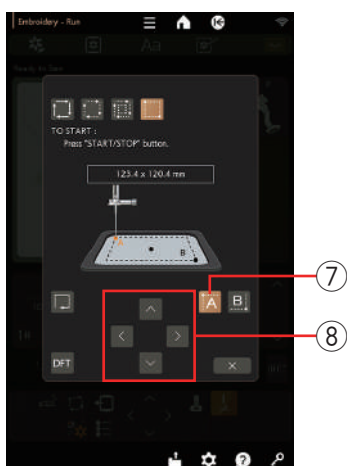 Embroidery - Run
Aa
Ready to Sew
TO START :
Press "START/STOP" button.
123.4 x 120.4 mm
A
B
A
B
7
8
DFT
×
?